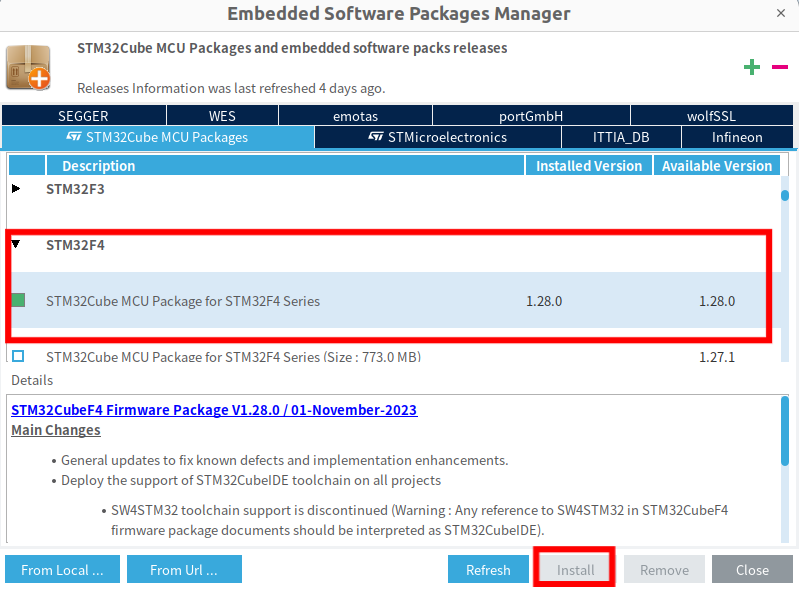 Embedded Software Packages Manager
STM32Cube MCU Packages and embedded software packs releases
Releases Information was last refreshed 4 days ago.
SEGGER WES emotas portGmbH wolfSSL
STM32Cube MCU Packages STMicroelectronics ITTIA_DB Infineon
Description Installed Version Available Version
STM32F3
STM32F4
STM32Cube MCU Package for STM32F4 Series 1.28.0 1.28.0
STM32Cube MCU Package for STM32F4 Series (Size : 773.0 MB) 1.27.1
Details
STM32CubeF4 Firmware Package V1.28.0 / 01-November-2023
Main Changes
• General updates to fix known defects and implementation enhancements.
• Deploy the support of STM32CubeIDE toolchain on all projects
• SW4STM32 toolchain support is discontinued (Warning : Any reference to SW4STM32 in STM32CubeF4
firmware package documents should be interpreted as STM32CubeIDE).
From Local ... From Url ... Refresh Install Remove Close